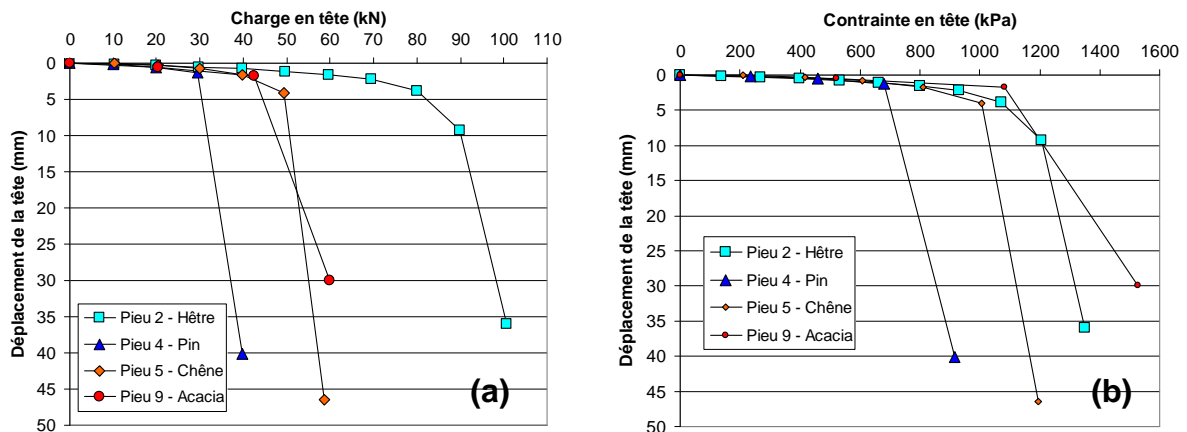 Charge en tête (kN)
0 10 20 30 40 50 60 70 80 90 100 110
0
5
10
15
20
25
30
35
40
45
50
Déplacement de la tête (mm)
Pieu 2 - Hêtre
Pieu 4 - Pin
Pieu 5 - Chêne
Pieu 9 - Acacia
(a)
Contrainte en tête (kPa)
0 200 400 600 800 1000 1200 1400 1600
0
5
10
15
20
25
30
35
40
45
50
Déplacement de la tête (mm)
Pieu 2 - Hêtre
Pieu 4 - Pin
Pieu 5 - Chêne
Pieu 9 - Acacia
(b)